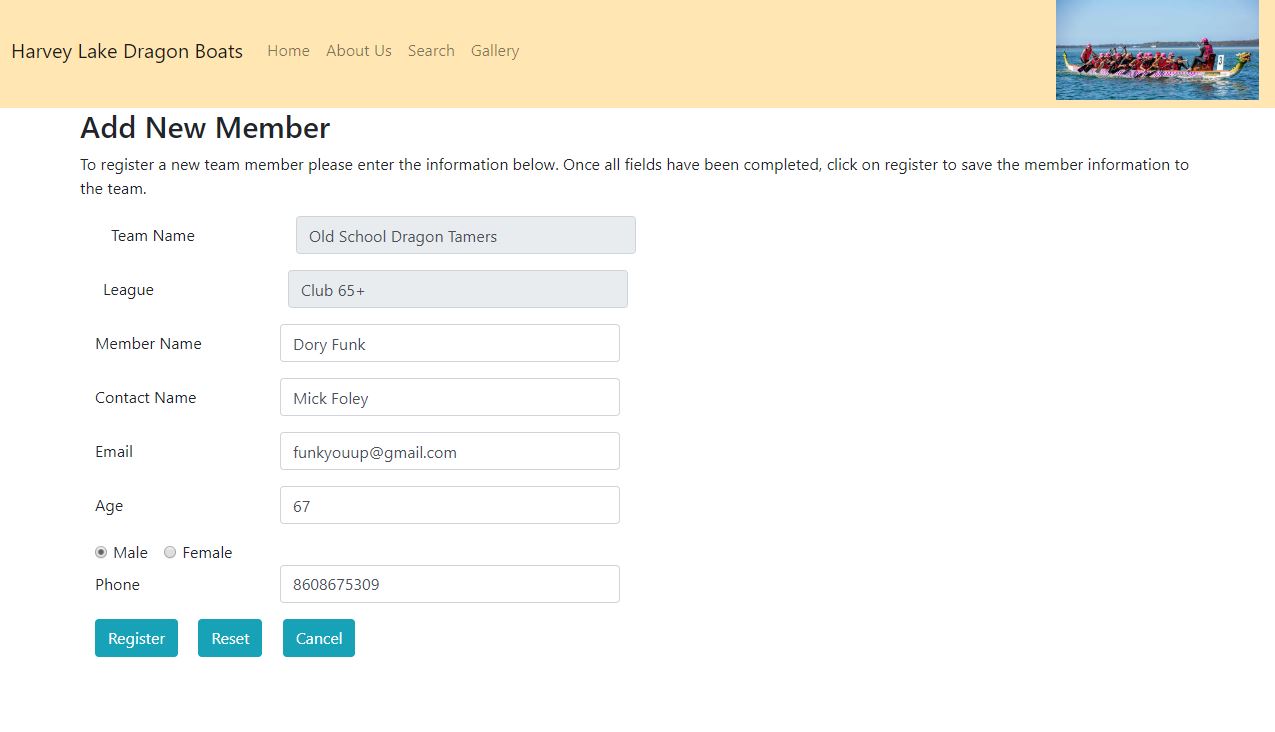 Harvey Lake Dragon Boats Home About Us Search Gallery
3
Add New Member
To register a new team member please enter the information below. Once all fields have been completed, click on register to save the member information to
the team.
Team Name Old School Dragon Tamers
League Club 65+
Member Name Dory Funk
Contact Name Mick Foley
Email funkyouup@gmail.com
Age 67
Male Female
Phone 8608675309
Register Reset Cancel